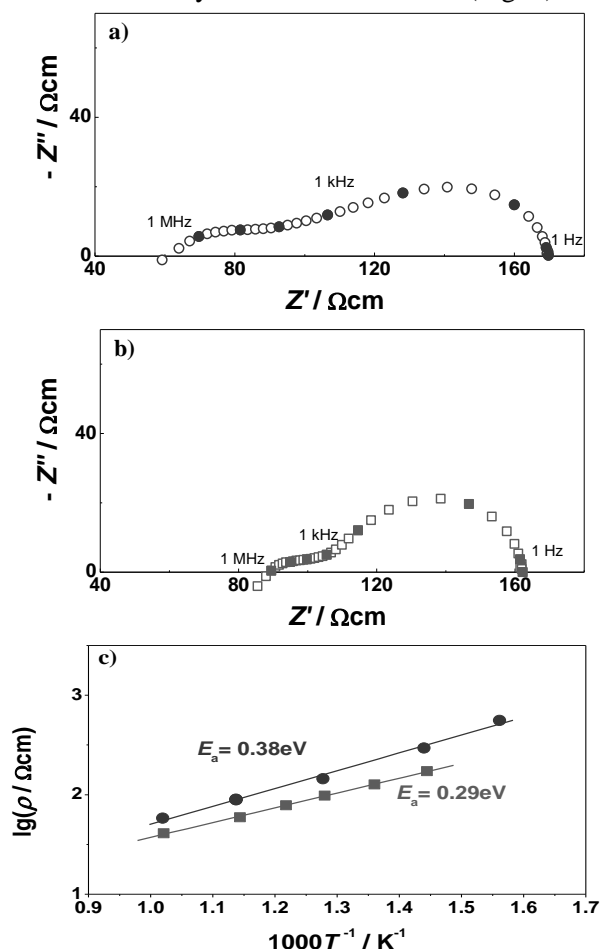 a)
40
0
- Z'' / Ωcm
1 MHz
1 kHz
1 Hz
40 80 120 160
Z' / Ωcm
b)
40
0
- Z'' / Ωcm
1 MHz
1 kHz
1 Hz
40 80 120 160
Z' / Ωcm
c)
3
2
1
lg(ρ / Ωcm)
Eₐ = 0.38eV
Eₐ = 0.29eV
0.9 1.0 1.1 1.2 1.3 1.4 1.5 1.6 1.7
1000T⁻¹ / K⁻¹